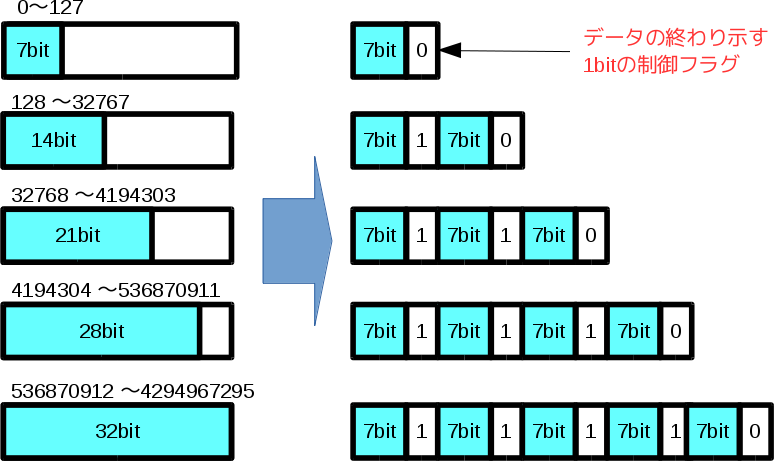 0～127
7bit
7bit 0
データの終わり示す
1bitの制御フラグ
128 ～32767
14bit
7bit 1 7bit 0
32768 ～4194303
21bit
7bit 1 7bit 1 7bit 0
4194304 ～536870911
28bit
7bit 1 7bit 1 7bit 1 7bit 0
536870912 ～4294967295
32bit
7bit 1 7bit 1 7bit 1 7bit 1 7bit 0